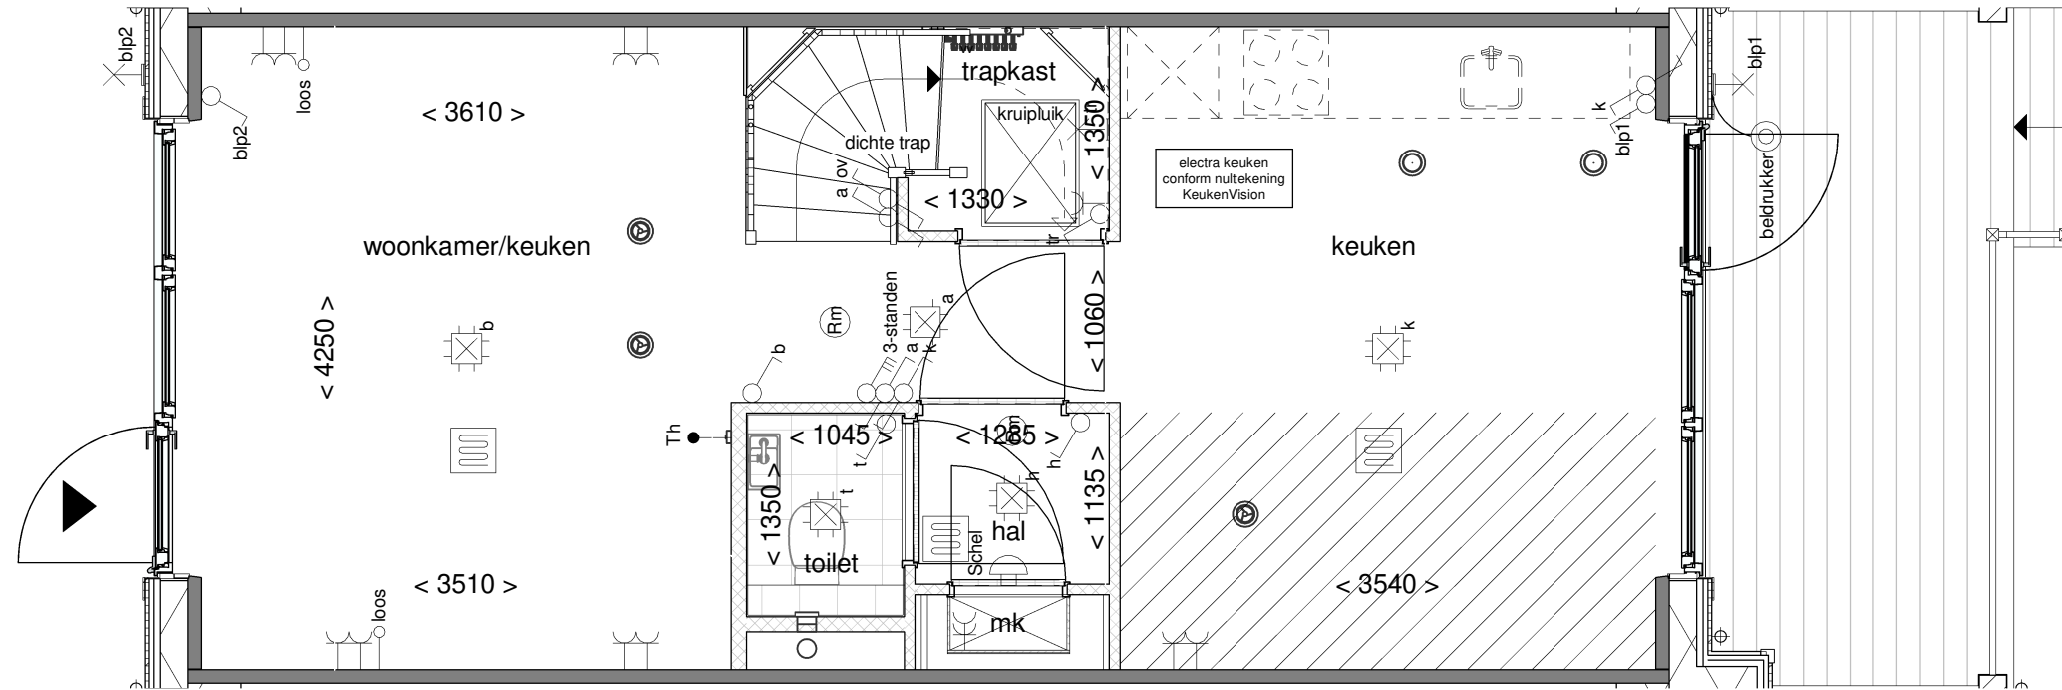 blp2
blp2
loos
< 3610 >
woonkamer/keuken
< 4250 >
b
< 3510 >
loos
trapkast
kruipluik
dichte trap
a ov
< 1330 >
< 1350 >
tr
Rm
3-standen
a
a
k
b
< 1060 >
Th
< 1045 >
t
< 1350 >
t
toilet
< 1285 >
Rm
h
h
< 1135 >
hal
Schel
mk
electra keuken
conform nultekening
KeukenVision
keuken
k
k
blp1
blp1
beldrukker
< 3540 >